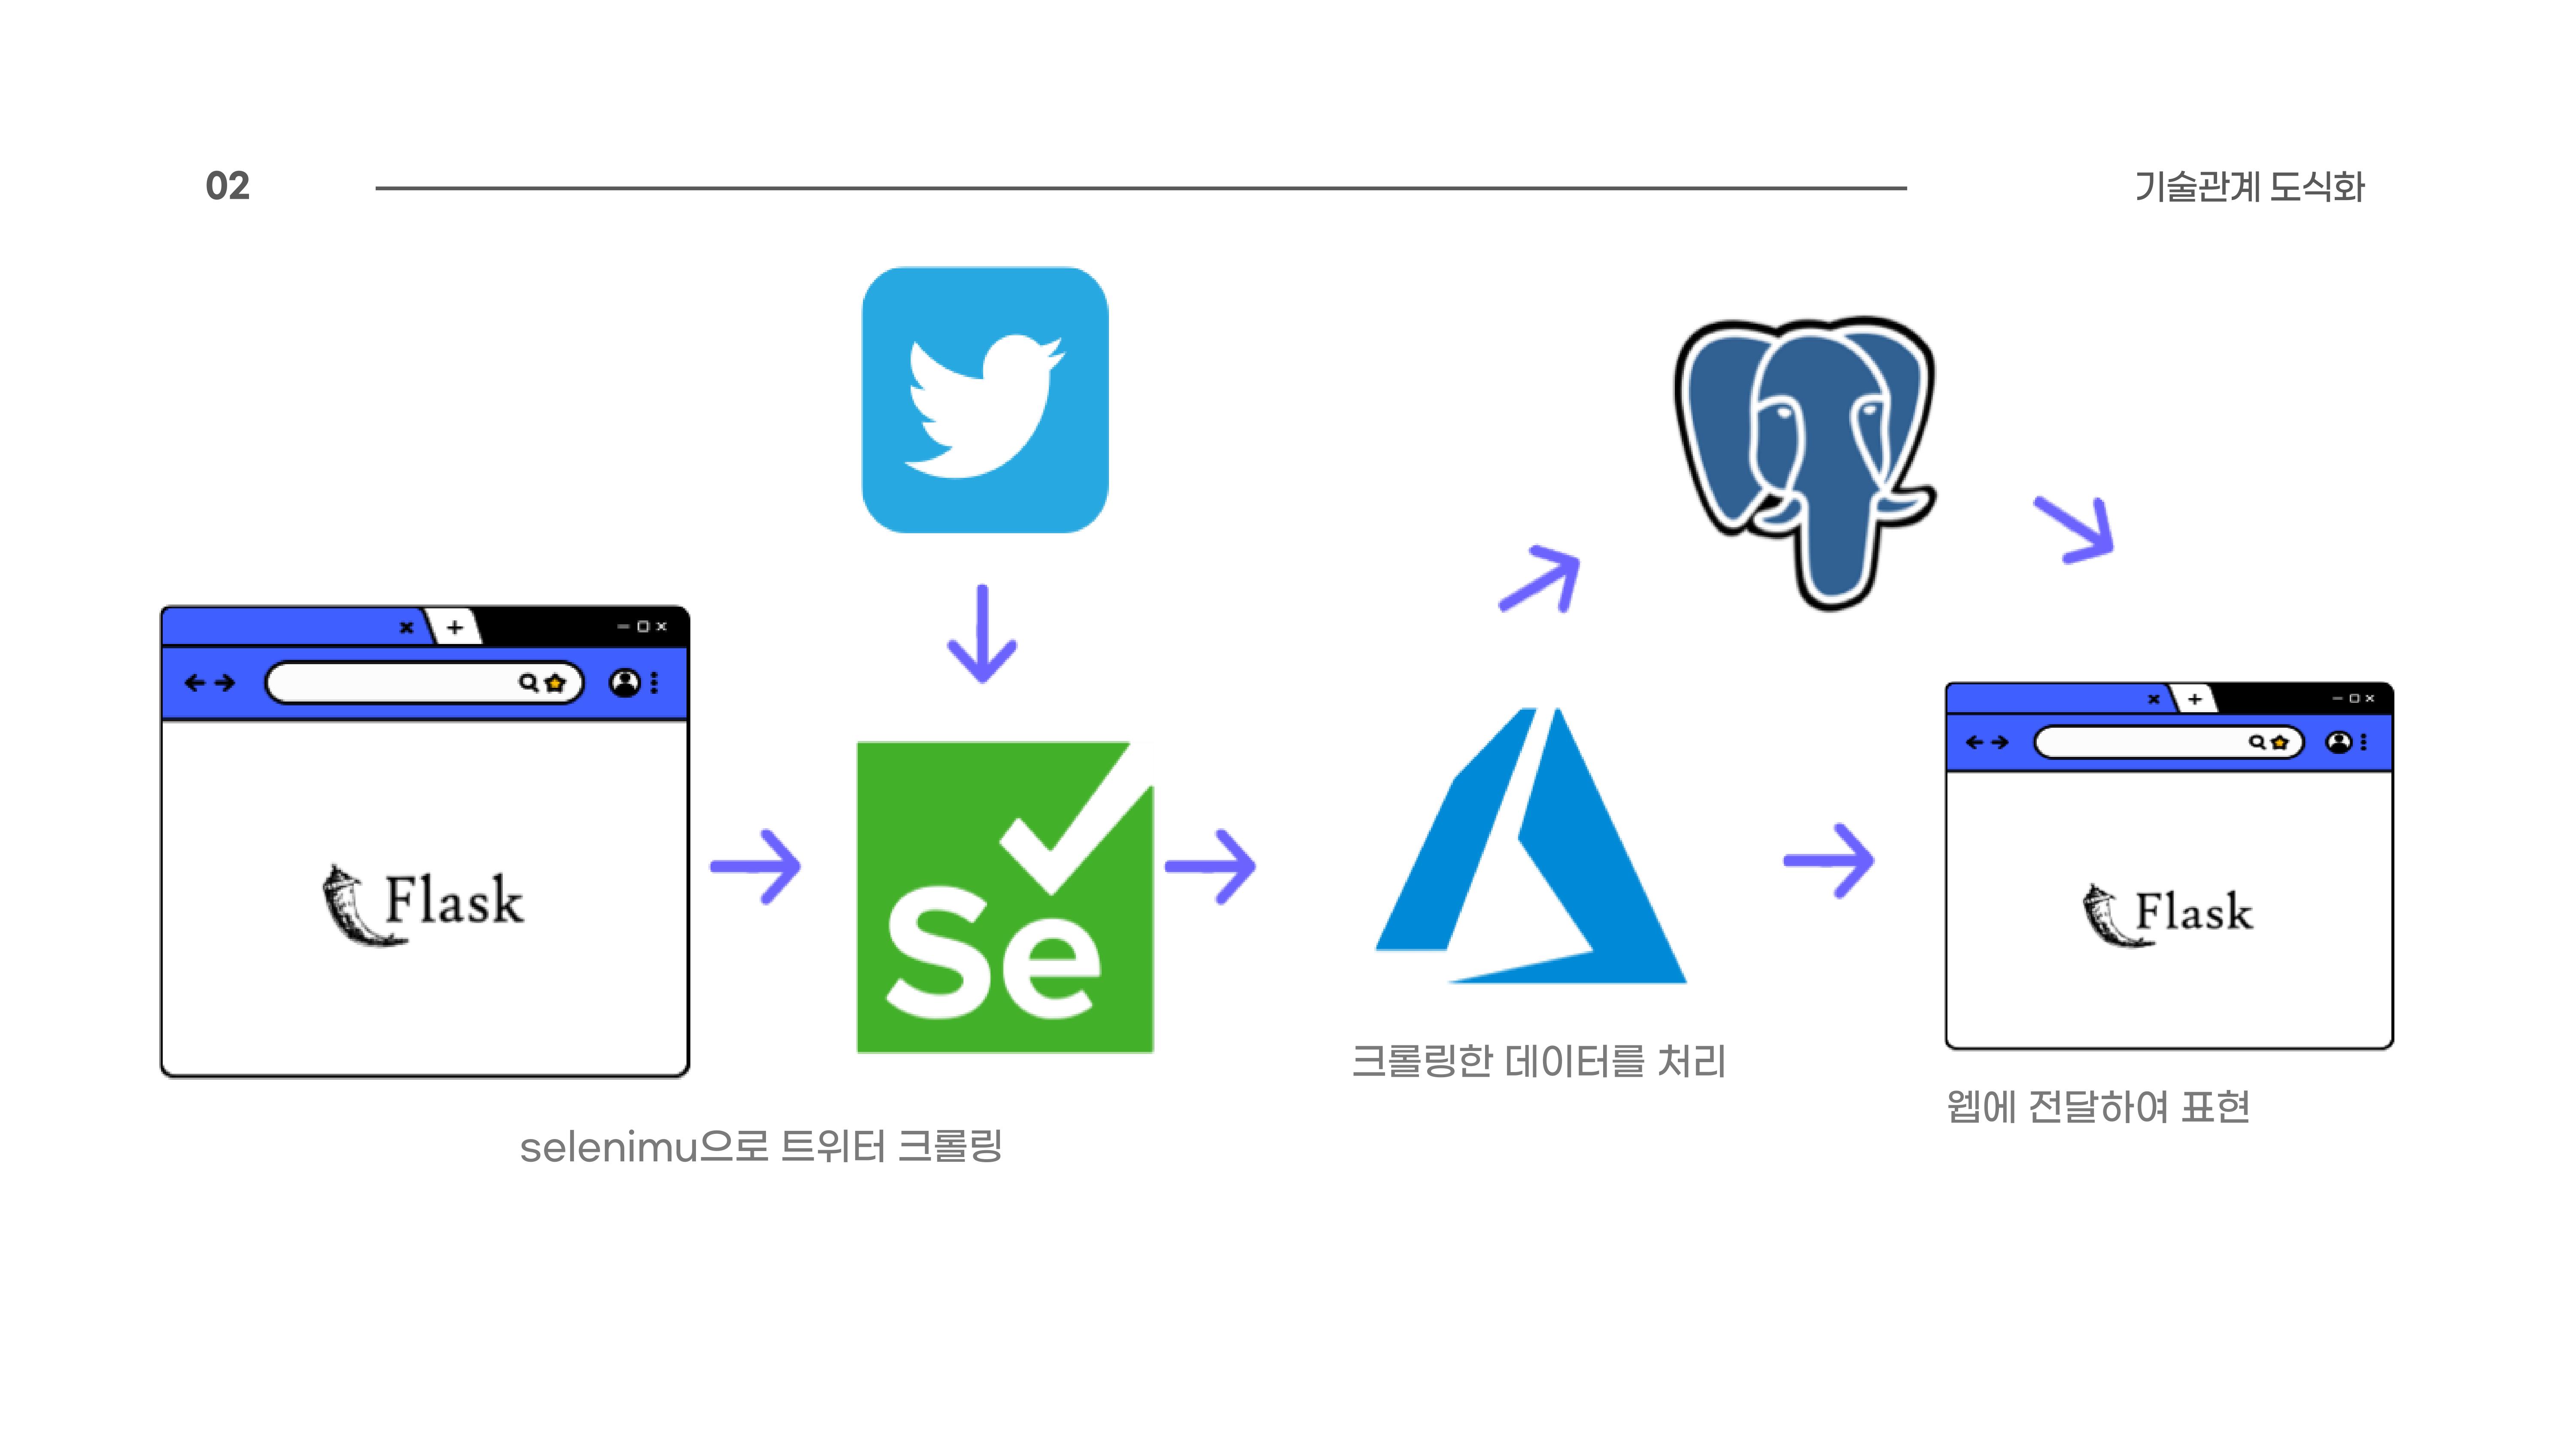 02
기술관계 도식화
Flask
Se
Flask
크롤링한 데이터를 처리
웹에 전달하여 표현
selenimu으로 트위터 크롤링